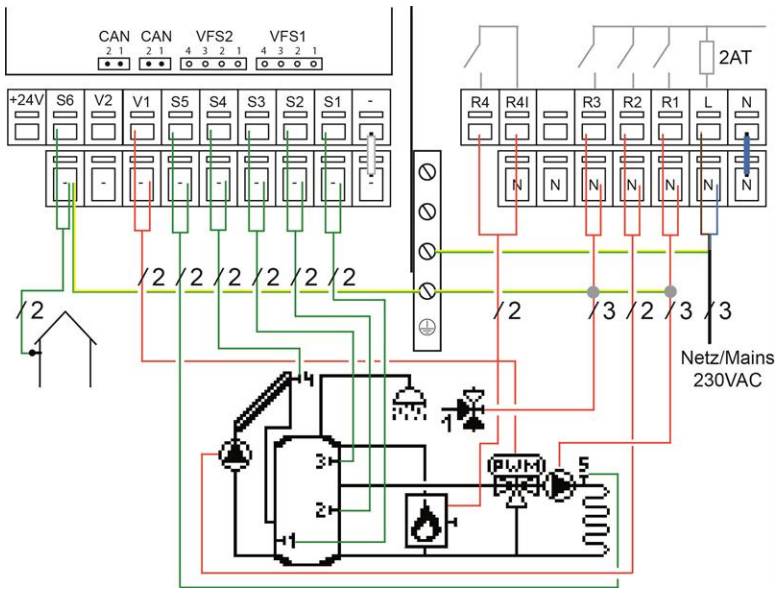 CAN CAN VFS2 VFS1
2 1 2 1 4 3 2 1 4 3 2 1
2AT
+24V S6 V2 V1 S5 S4 S3 S2 S1 -
R4 R4I R3 R2 R1 L N
- - - - - - - - -
N N N N N N N
/2 /2 /2 /2 /2 /2
/2
/2 /3 /2 /3 /3
Netz/Mains
230VAC
4
1
3
PWM
5
2
1